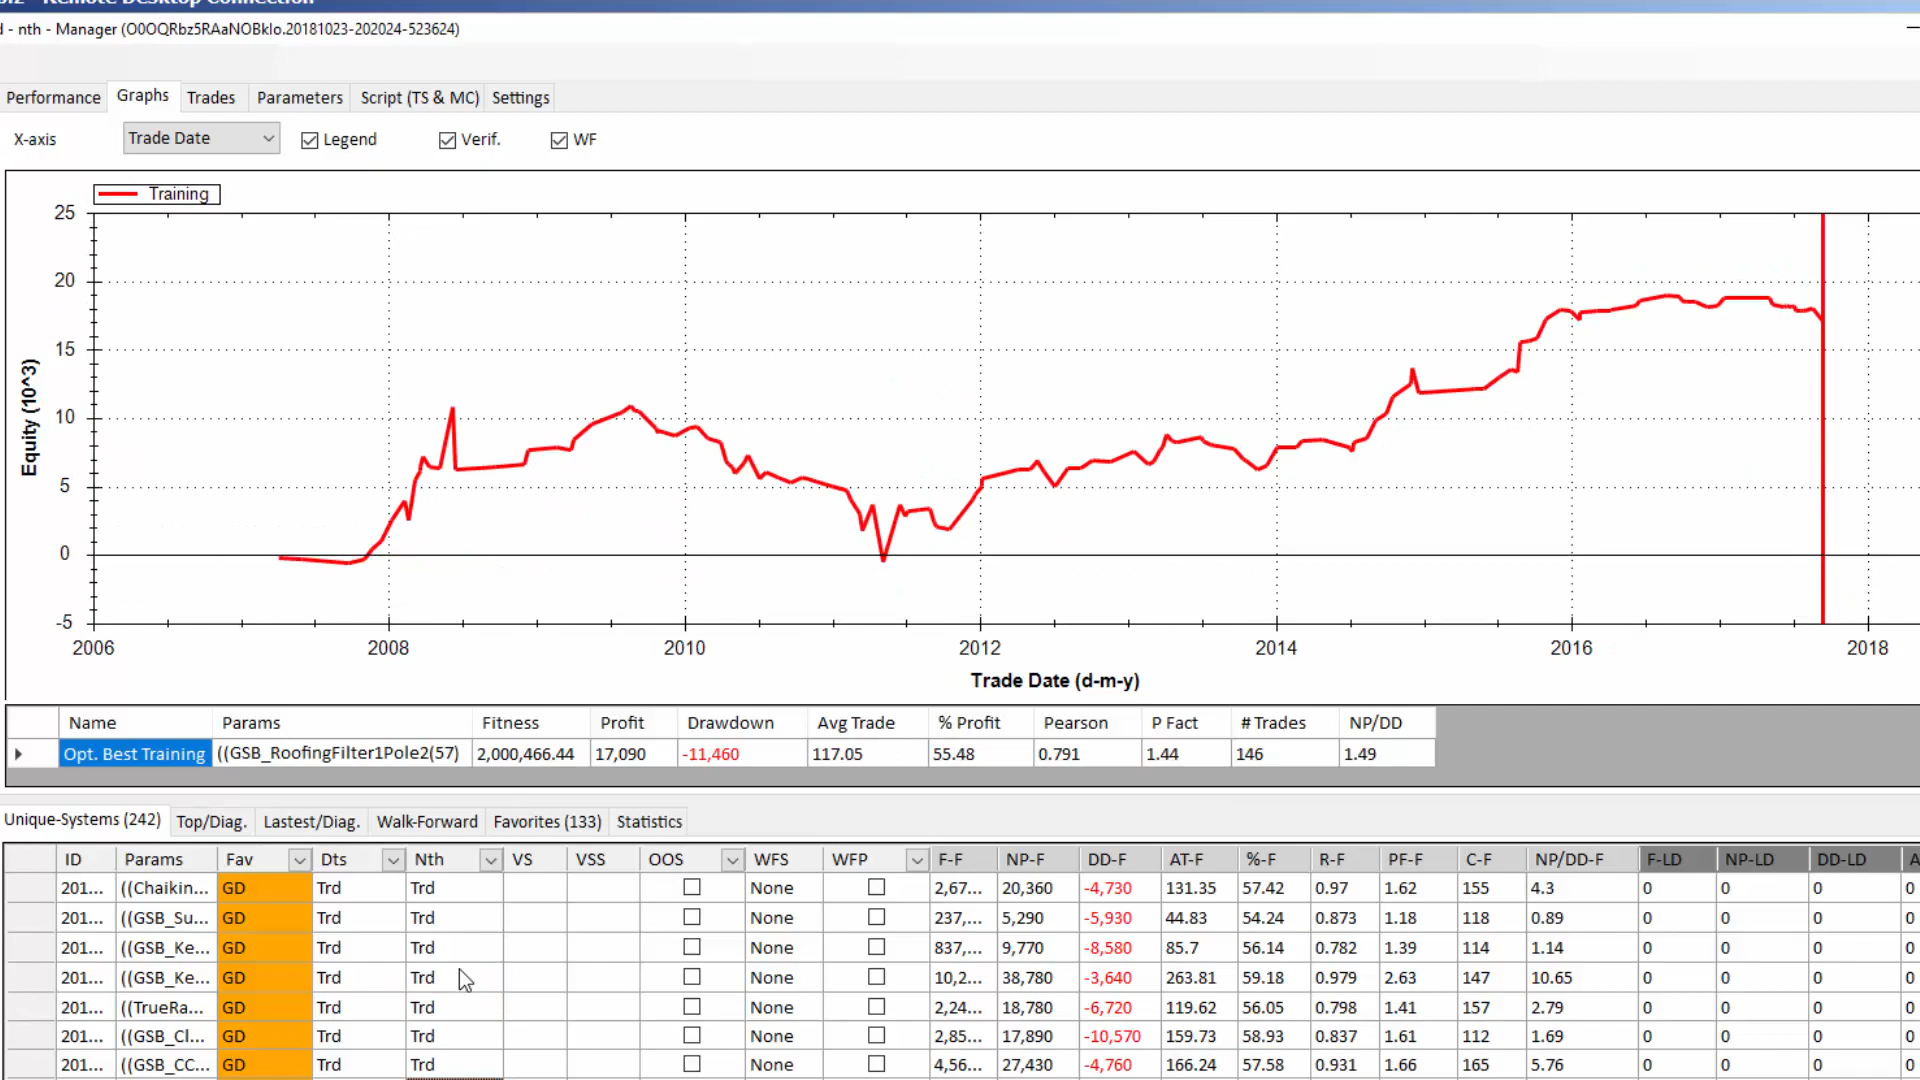 Remote Desktop Connection
d - nth - Manager (O0OQRbz5RAaNOBklo.20181023-202024-523624)
Performance Graphs Trades Parameters Script (TS & MC) Settings
X-axis Trade Date Legend Verif. WF
Training
25
20
15
10
5
0
-5
Equity (10^3)
2006 2008 2010 2012 2014 2016 2018
Trade Date (d-m-y)
Name Params Fitness Profit Drawdown Avg Trade % Profit Pearson P Fact # Trades NP/DD
Opt. Best Training ((GSB_RoofingFilter1Pole2(57) 2,000,466.44 17,090 -11,460 117.05 55.48 0.791 1.44 146 1.49
Unique-Systems (242) Top/Diag. Lastest/Diag. Walk-Forward Favorites (133) Statistics
ID Params Fav Dts Nth VS VSS OOS WFS WFP F-F NP-F DD-F AT-F %-F R-F PF-F C-F NP/DD-F F-LD NP-LD DD-LD A
201... ((Chaikin... GD Trd Trd None 2,67... 20,360 -4,730 131.35 57.42 0.97 1.62 155 4.3 0 0 0 0
201... ((GSB_Su... GD Trd Trd None 237,... 5,290 -5,930 44.83 54.24 0.873 1.18 118 0.89 0 0 0 0
201... ((GSB_Ke... GD Trd Trd None 837,... 9,770 -8,580 85.7 56.14 0.782 1.39 114 1.14 0 0 0 0
201... ((GSB_Ke... GD Trd Trd None 10,2... 38,780 -3,640 263.81 59.18 0.979 2.63 147 10.65 0 0 0 0
201... ((TrueRa... GD Trd Trd None 2,24... 18,780 -6,720 119.62 56.05 0.798 1.41 157 2.79 0 0 0 0
201... ((GSB_Cl... GD Trd Trd None 2,85... 17,890 -10,570 159.73 58.93 0.837 1.61 112 1.69 0 0 0 0
201... ((GSB_CC... GD Trd Trd None 4,56... 27,430 -4,760 166.24 57.58 0.931 1.66 165 5.76 0 0 0 0